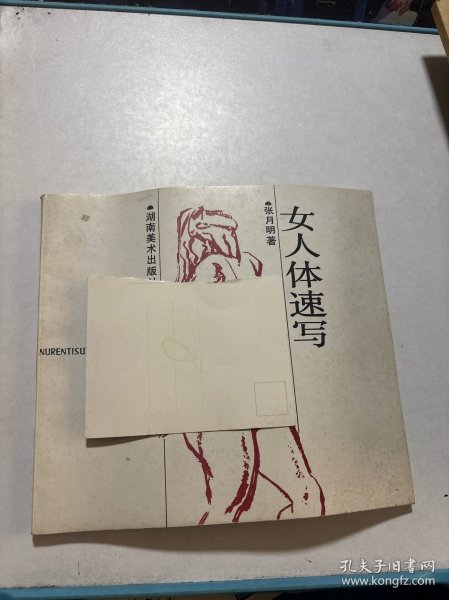 女人体速写
张月明著
湖南美术出版
NURENTISU
孔夫子旧书网
www.kongfz.com